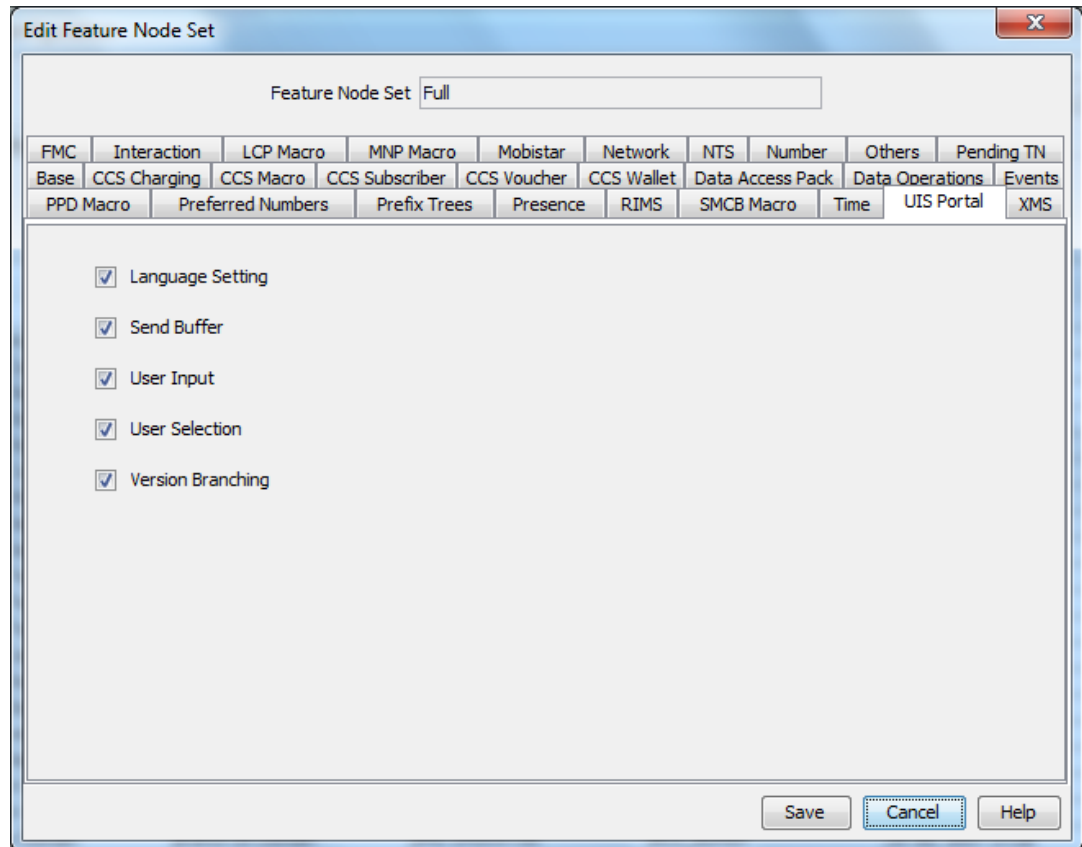 Edit Feature Node Set
Feature Node Set Full
FMC Interaction LCP Macro MNP Macro Mobistar Network NTS Number Others Pending TN
Base CCS Charging CCS Macro CCS Subscriber CCS Voucher CCS Wallet Data Access Pack Data Operations Events
PPD Macro Preferred Numbers Prefix Trees Presence RIMS SMCB Macro Time UIS Portal XMS
Language Setting
Send Buffer
User Input
User Selection
Version Branching
Save Cancel Help